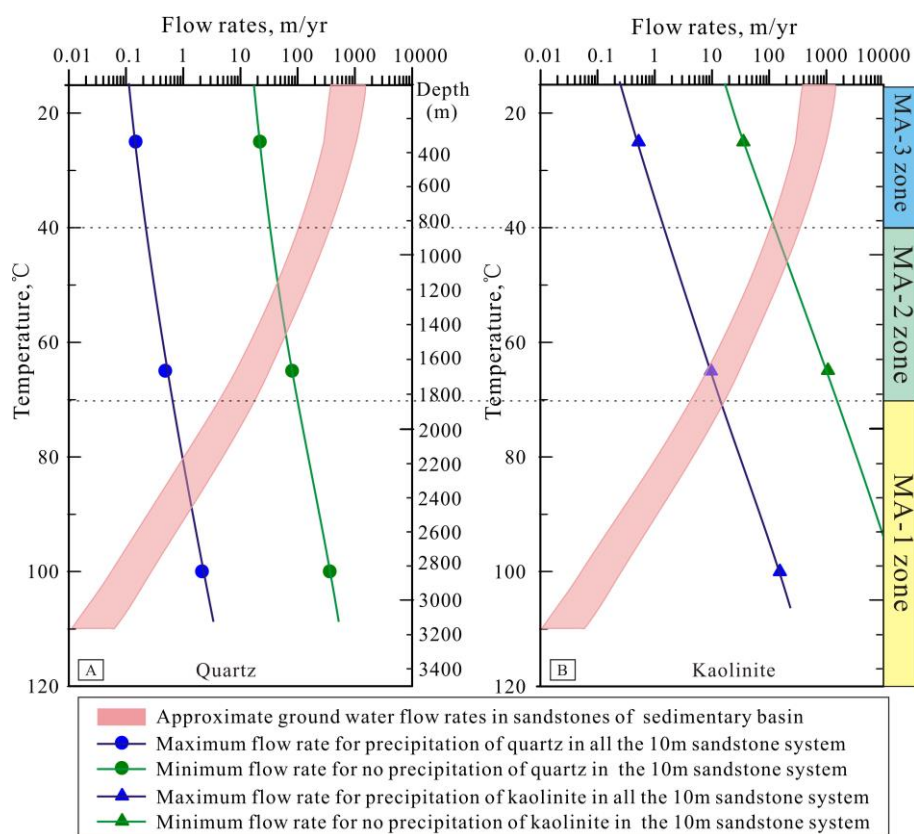 Flow rates, m/yr
Flow rates, m/yr
0.01 0.1 1 10 100 1000 10000
0.01 0.1 1 10 100 1000 10000
Depth
(m)
Temperature,℃
20
40
60
80
100
120
400
600
800
1000
1200
1400
1600
1800
2000
2200
2400
2600
2800
3000
3200
3400
Temperature,℃
20
40
60
80
100
120
MA-3 zone
MA-2 zone
MA-1 zone
A Quartz
B Kaolinite
Approximate ground water flow rates in sandstones of sedimentary basin
Maximum flow rate for precipitation of quartz in all the 10m sandstone system
Minimum flow rate for no precipitation of quartz in the 10m sandstone system
Maximum flow rate for precipitation of kaolinite in all the 10m sandstone system
Minimum flow rate for no precipitation of kaolinite in the 10m sandstone system